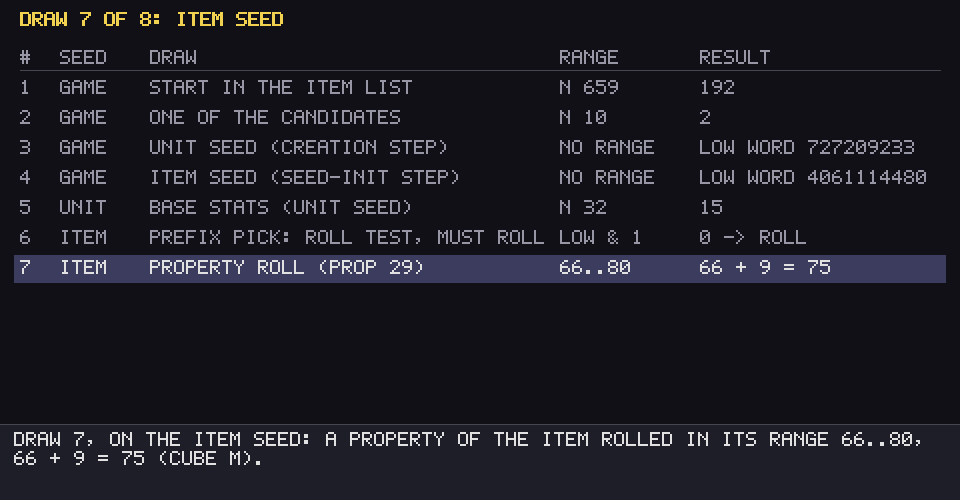 DRAW 7 OF 8: ITEM SEED
# SEED DRAW RANGE RESULT
1 GAME START IN THE ITEM LIST N 659 192
2 GAME ONE OF THE CANDIDATES N 10 2
3 GAME UNIT SEED (CREATION STEP) NO RANGE LOW WORD 727209233
4 GAME ITEM SEED (SEED-INIT STEP) NO RANGE LOW WORD 4061114480
5 UNIT BASE STATS (UNIT SEED) N 32 15
6 ITEM PREFIX PICK: ROLL TEST, MUST ROLL LOW & 1 0 -> ROLL
7 ITEM PROPERTY ROLL (PROP 29) 66..80 66 + 9 = 75
DRAW 7, ON THE ITEM SEED: A PROPERTY OF THE ITEM ROLLED IN ITS RANGE 66..80,
66 + 9 = 75 (CUBE M).